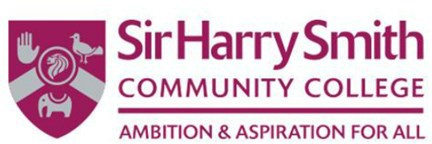 Sir Harry Smith
COMMUNITY COLLEGE
AMBITION & ASPIRATION FOR ALL